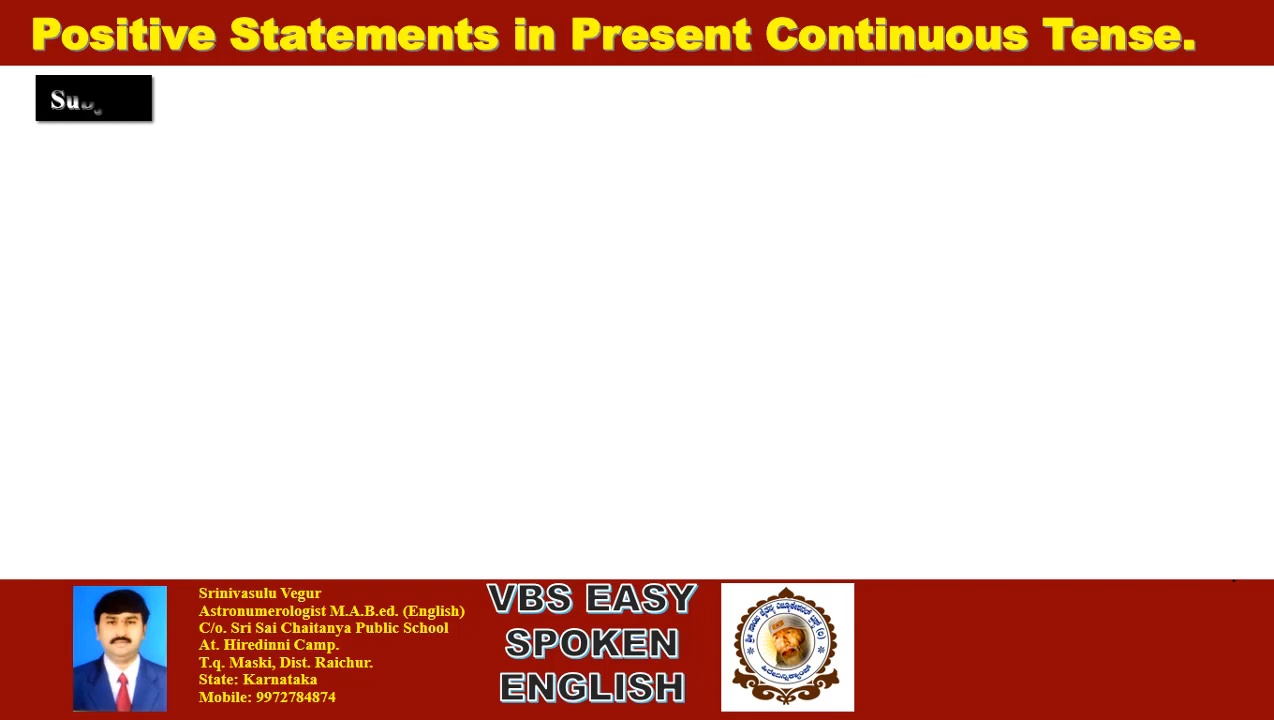 Positive Statements in Present Continuous Tense.
Srinivasulu Vegur
Astronumerologist M.A.B.ed. (English)
C/o. Sri Sai Chaitanya Public School
At. Hiredinni Camp.
T.q. Maski, Dist. Raichur.
State: Karnataka
Mobile: 9972784874
VBS EASY
SPOKEN
ENGLISH